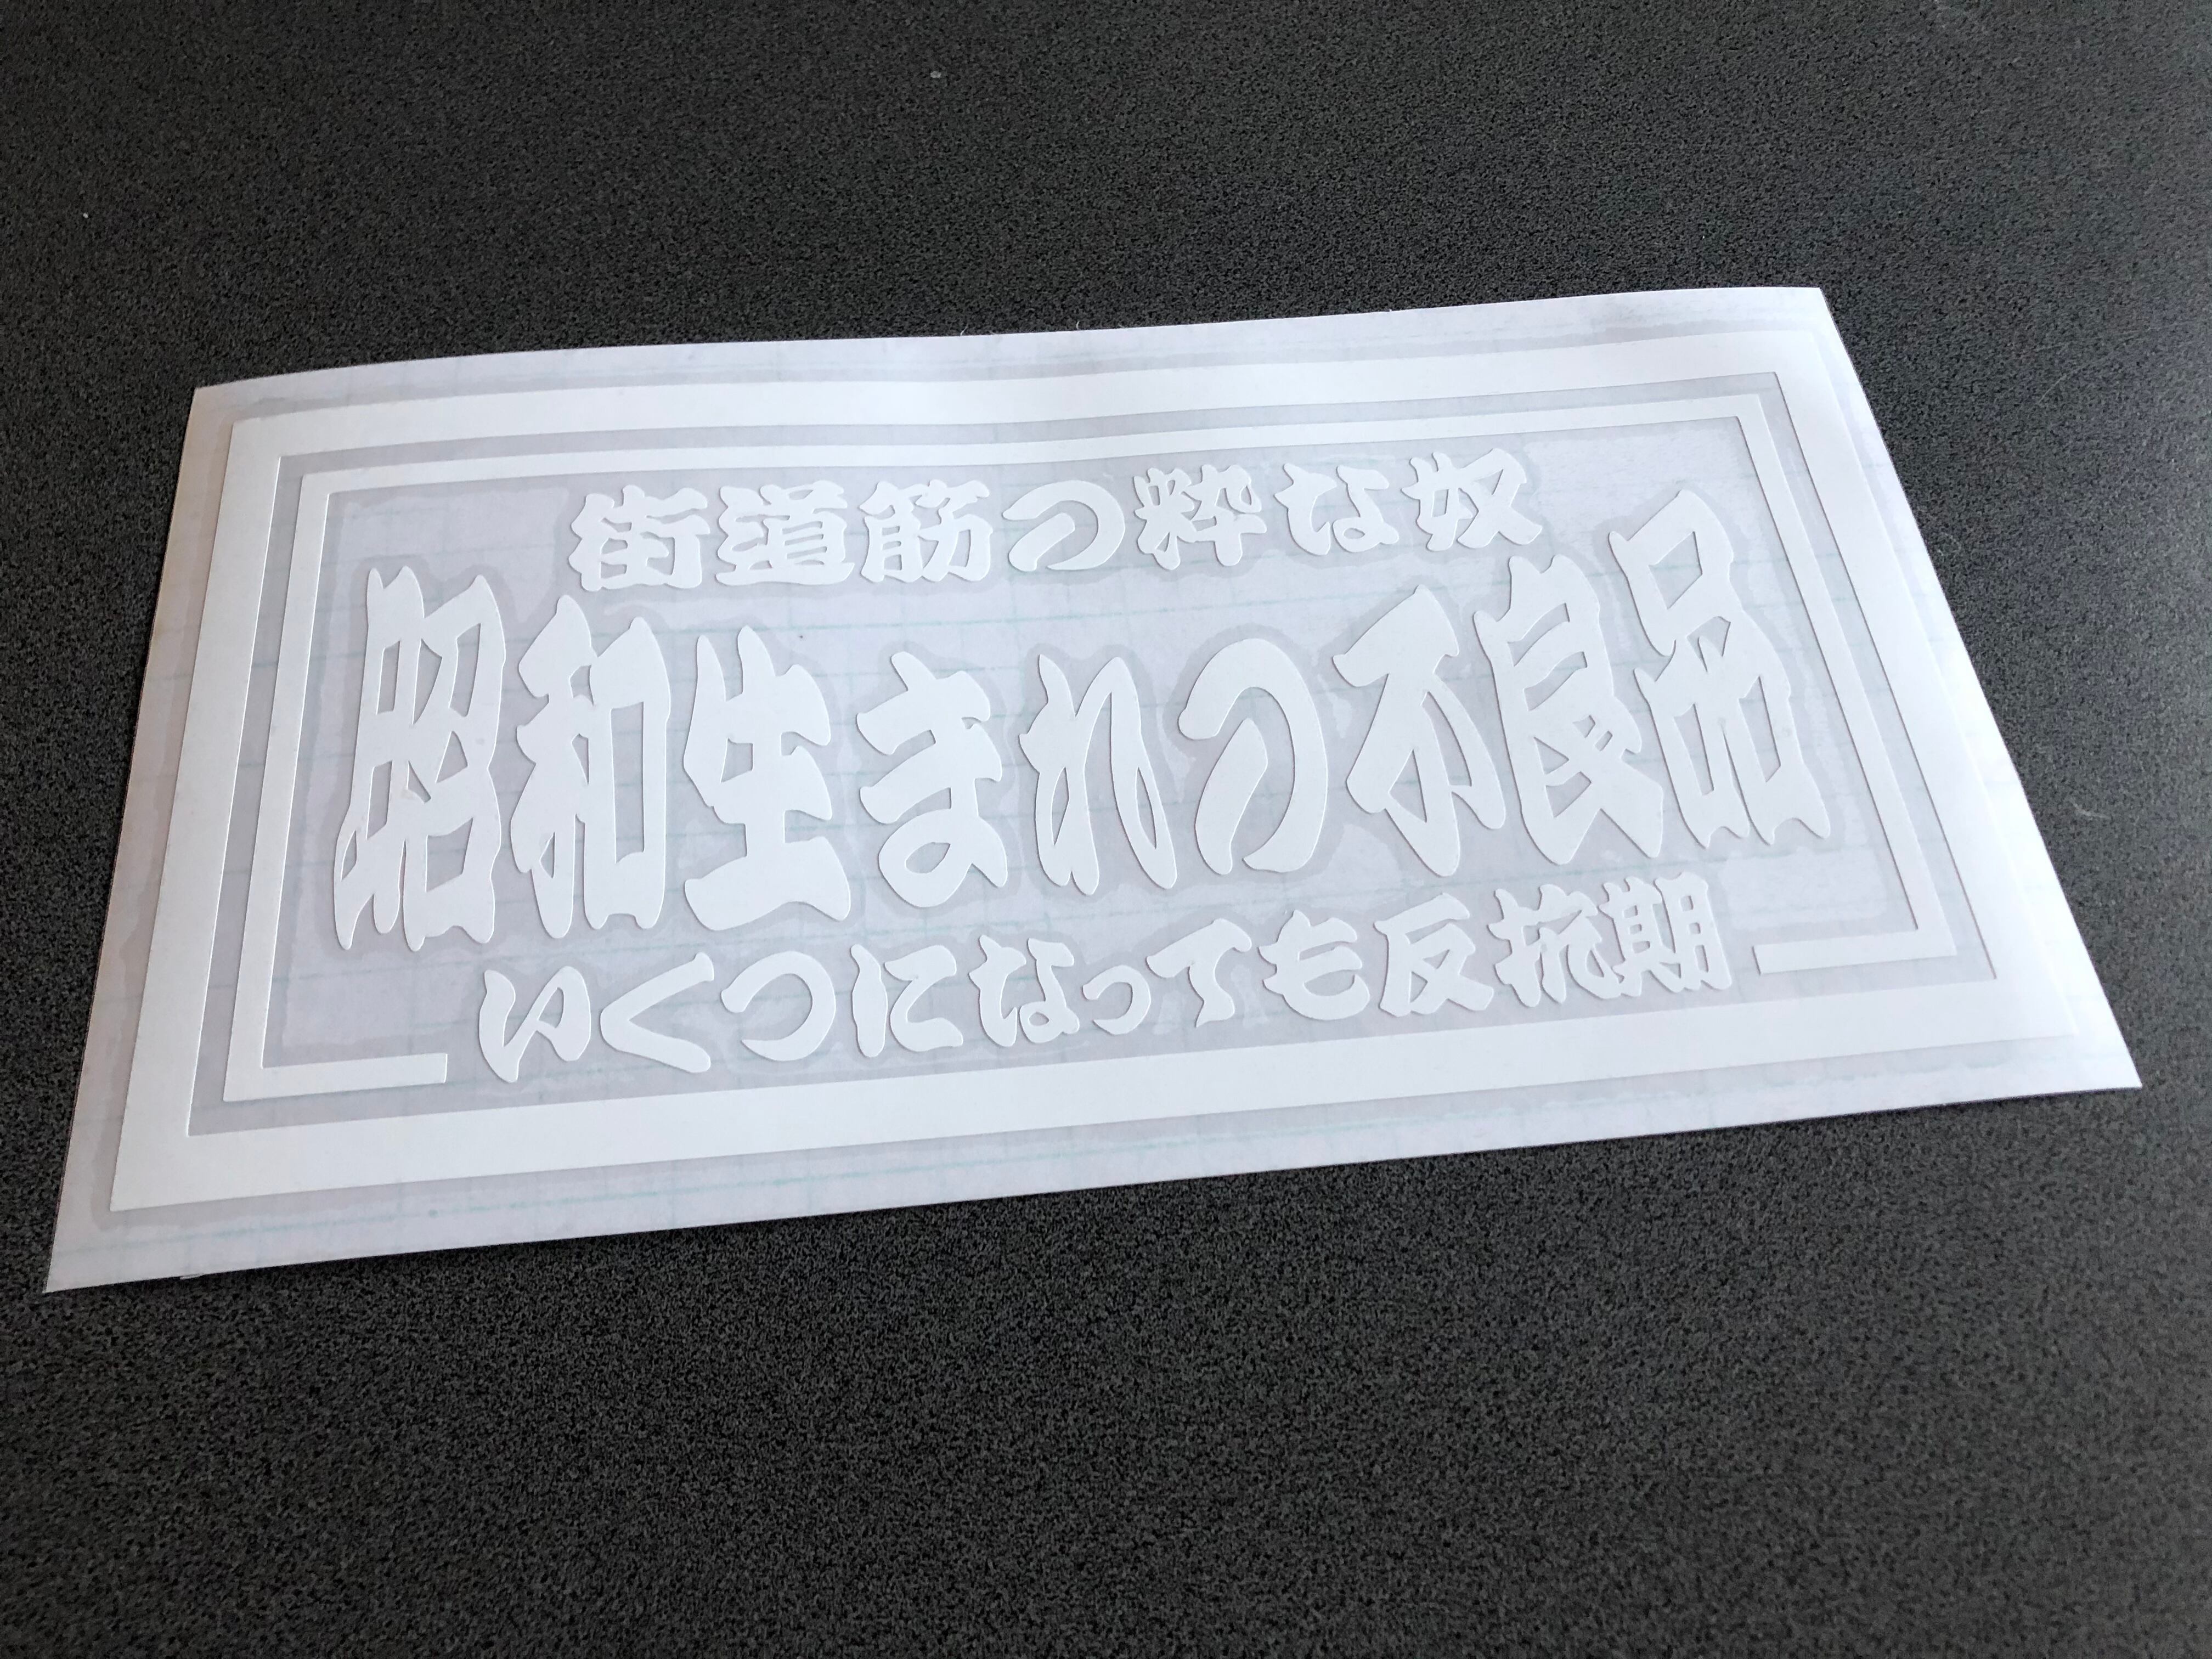 街道筋の粋な奴
昭和生まれの不良品
いくつになっても反抗期